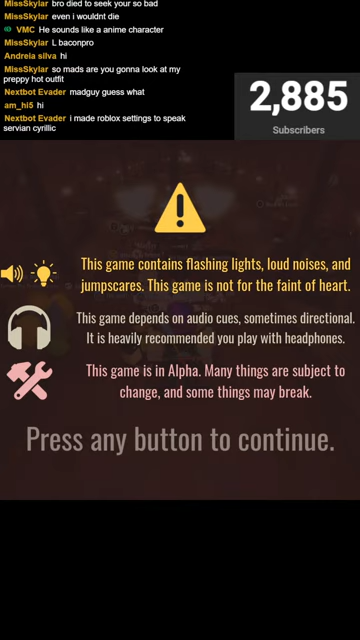 MissSkylar bro died to seek your so bad
MissSkylar even i wouldnt die
VMC He sounds like a anime character
MissSkylar L baconpro
Andreia silva hi
MissSkylar so mads are you gonna look at my
preppy hot outfit
Nextbot Evader madguy guess what
am_hi5 hi
Nextbot Evader i made roblox settings to speak
servian cyrillic
2,885
Subscribers
This game contains flashing lights, loud noises, and
jumpscares. This game is not for the faint of heart.
This game depends on audio cues, sometimes directional.
It is heavily recommended you play with headphones.
This game is in Alpha. Many things are subject to
change, and some things may break.
Press any button to continue.